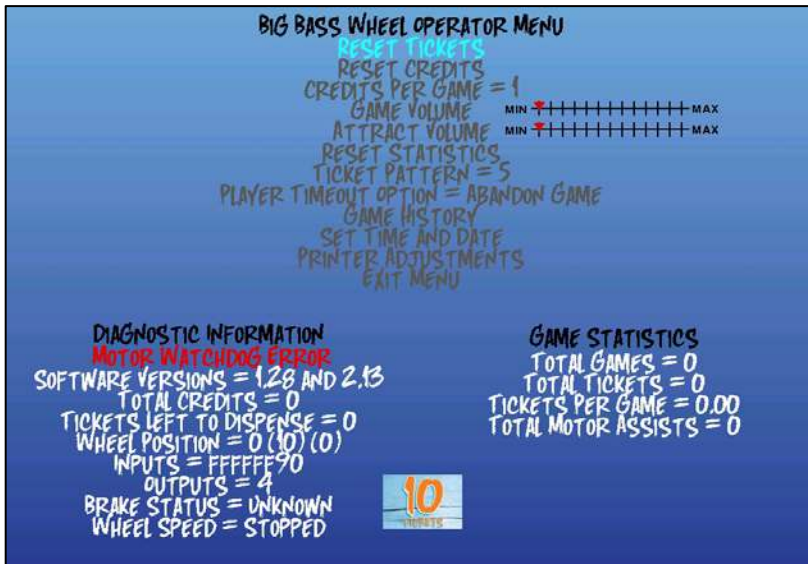 BIG BASS WHEEL OPERATOR MENU
RESET TICKETS
RESET CREDITS
CREDITS PER GAME = 1
GAME VOLUME MIN MAX
ATTRACT VOLUME MIN MAX
RESET STATISTICS
TICKET PATTERN = 5
PLAYER TIMEOUT OPTION = ABANDON GAME
GAME HISTORY
SET TIME AND DATE
PRINTER ADJUSTMENTS
EXIT MENU
DIAGNOSTIC INFORMATION
MOTOR WATCHDOG ERROR
SOFTWARE VERSIONS = 1.28 AND 2.13
TOTAL CREDITS = 0
TICKETS LEFT TO DISPENSE = 0
WHEEL POSITION = 0 (10) (0)
INPUTS = FFFFFF90
OUTPUTS = 4
BRAKE STATUS = UNKNOWN
WHEEL SPEED = STOPPED
GAME STATISTICS
TOTAL GAMES = 0
TOTAL TICKETS = 0
TICKETS PER GAME = 0.00
TOTAL MOTOR ASSISTS = 0
10
TICKETS